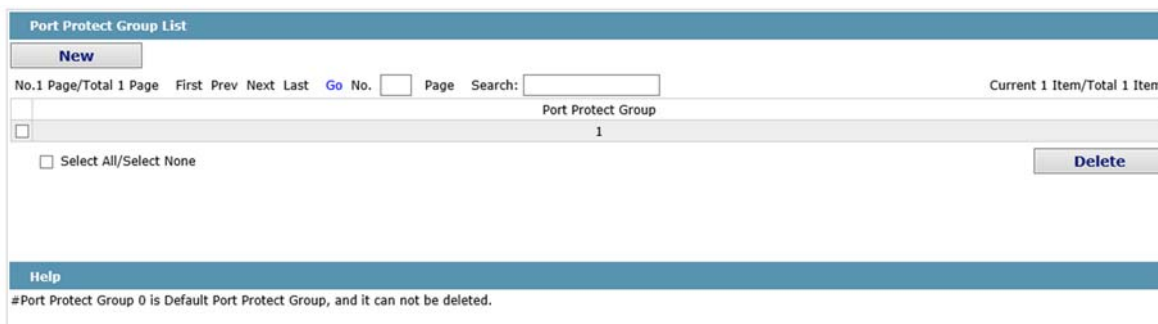 Port Protect Group List
New
No.1 Page/Total 1 Page First Prev Next Last Go No. Page Search: Current 1 Item/Total 1 Item
Port Protect Group
1
Select All/Select None Delete
Help
#Port Protect Group 0 is Default Port Protect Group, and it can not be deleted.